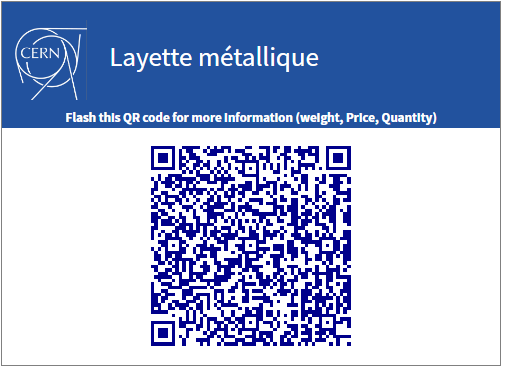 CERN
Layette métallique
Flash this QR code for more information (weight, Price, Quantity)